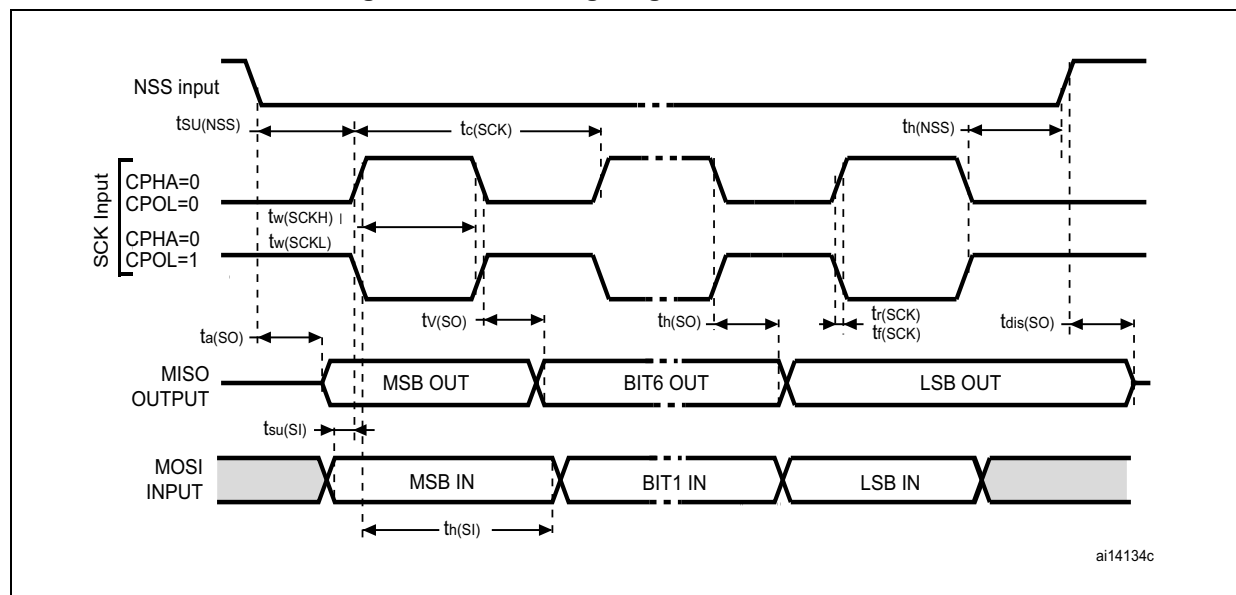 NSS input
tSU(NSS)
tc(SCK)
th(NSS)
SCK Input
CPHA=0
CPOL=0
tw(SCKH)
CPHA=0
tw(SCKL)
CPOL=1
ta(SO)
tV(SO)
th(SO)
tr(SCK)
tf(SCK)
tdis(SO)
MISO
OUTPUT
MSB OUT
BIT6 OUT
LSB OUT
tsu(SI)
MOSI
INPUT
MSB IN
BIT1 IN
LSB IN
th(SI)
ai14134c